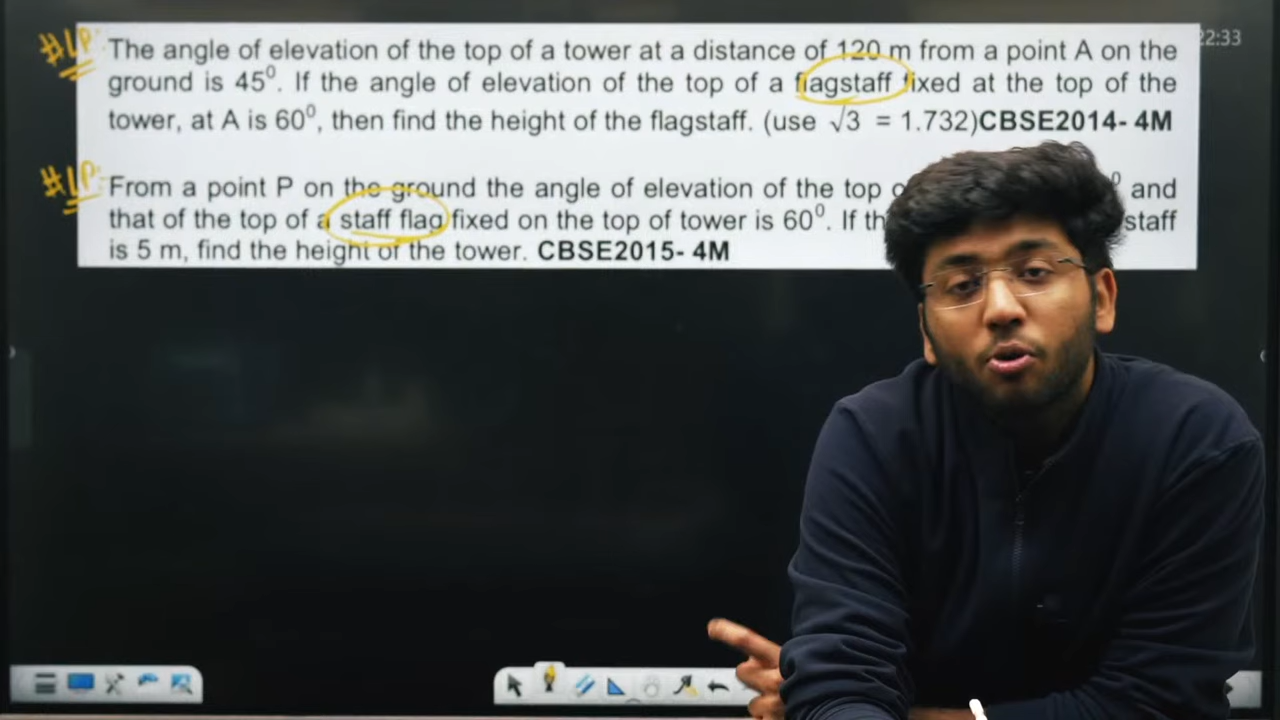 #LP The angle of elevation of the top of a tower at a distance of 120 m from a point A on the
ground is 45⁰. If the angle of elevation of the top of a flagstaff fixed at the top of the
tower, at A is 60⁰, then find the height of the flagstaff. (use √3 = 1.732)CBSE2014- 4M
#LP From a point P on the ground the angle of elevation of the top ⁰ and
that of the top of a staff flag fixed on the top of tower is 60⁰. If staff
is 5 m, find the height of the tower. CBSE2015- 4M
22:33